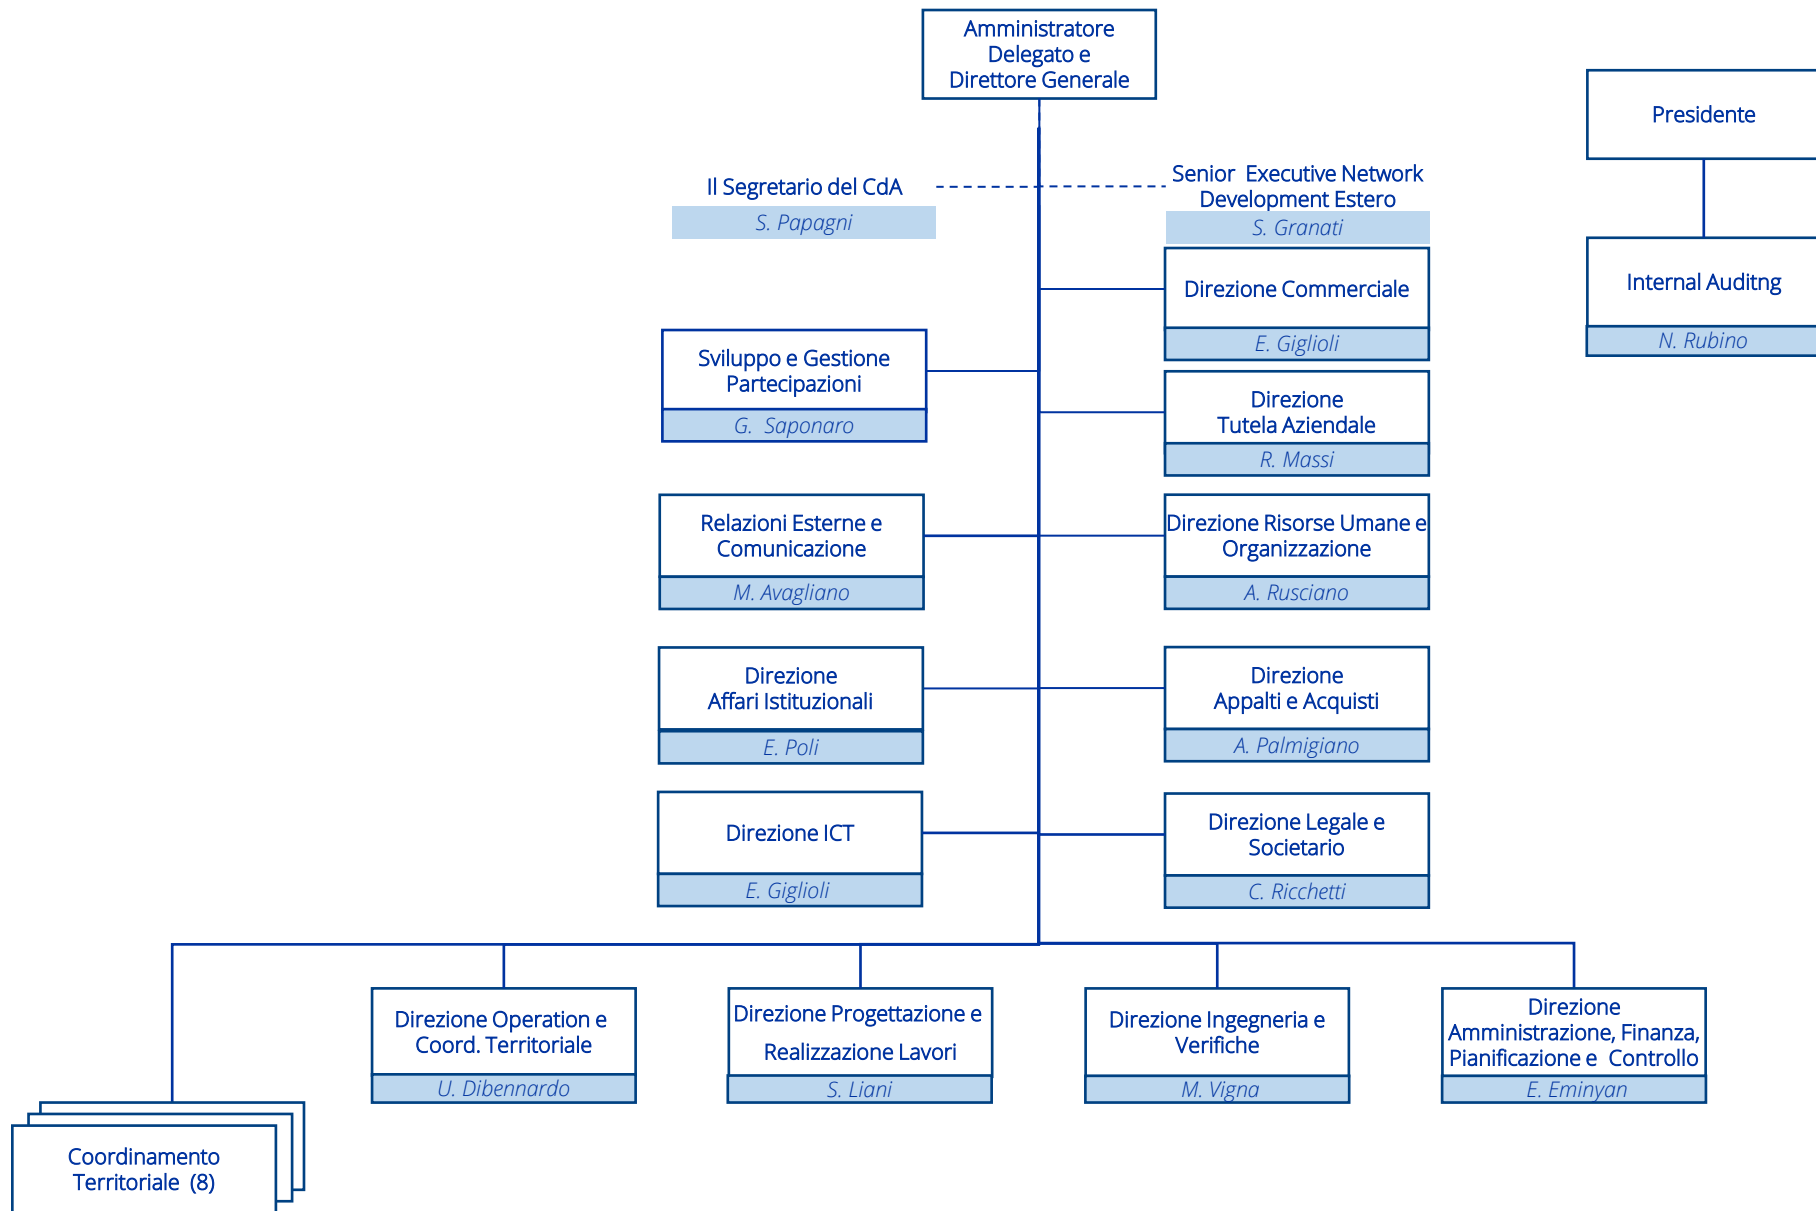 Amministratore
Delegato e
Direttore Generale
Presidente
Il Segretario del CdA
S. Papagni
Senior Executive Network
Development Estero
S. Granati
Direzione Commerciale
E. Giglioli
Internal Auditng
N. Rubino
Sviluppo e Gestione
Partecipazioni
G. Saponaro
Direzione
Tutela Aziendale
R. Massi
Relazioni Esterne e
Comunicazione
M. Avagliano
Direzione Risorse Umane e
Organizzazione
A. Rusciano
Direzione
Affari Istituzionali
E. Poli
Direzione
Appalti e Acquisti
A. Palmigiano
Direzione ICT
E. Giglioli
Direzione Legale e
Societario
C. Ricchetti
Direzione Operation e
Coord. Territoriale
U. Dibennardo
Direzione Progettazione e
Realizzazione Lavori
S. Liani
Direzione Ingegneria e
Verifiche
M. Vigna
Direzione
Amministrazione, Finanza,
Pianificazione e Controllo
E. Eminyan
Coordinamento
Territoriale (8)